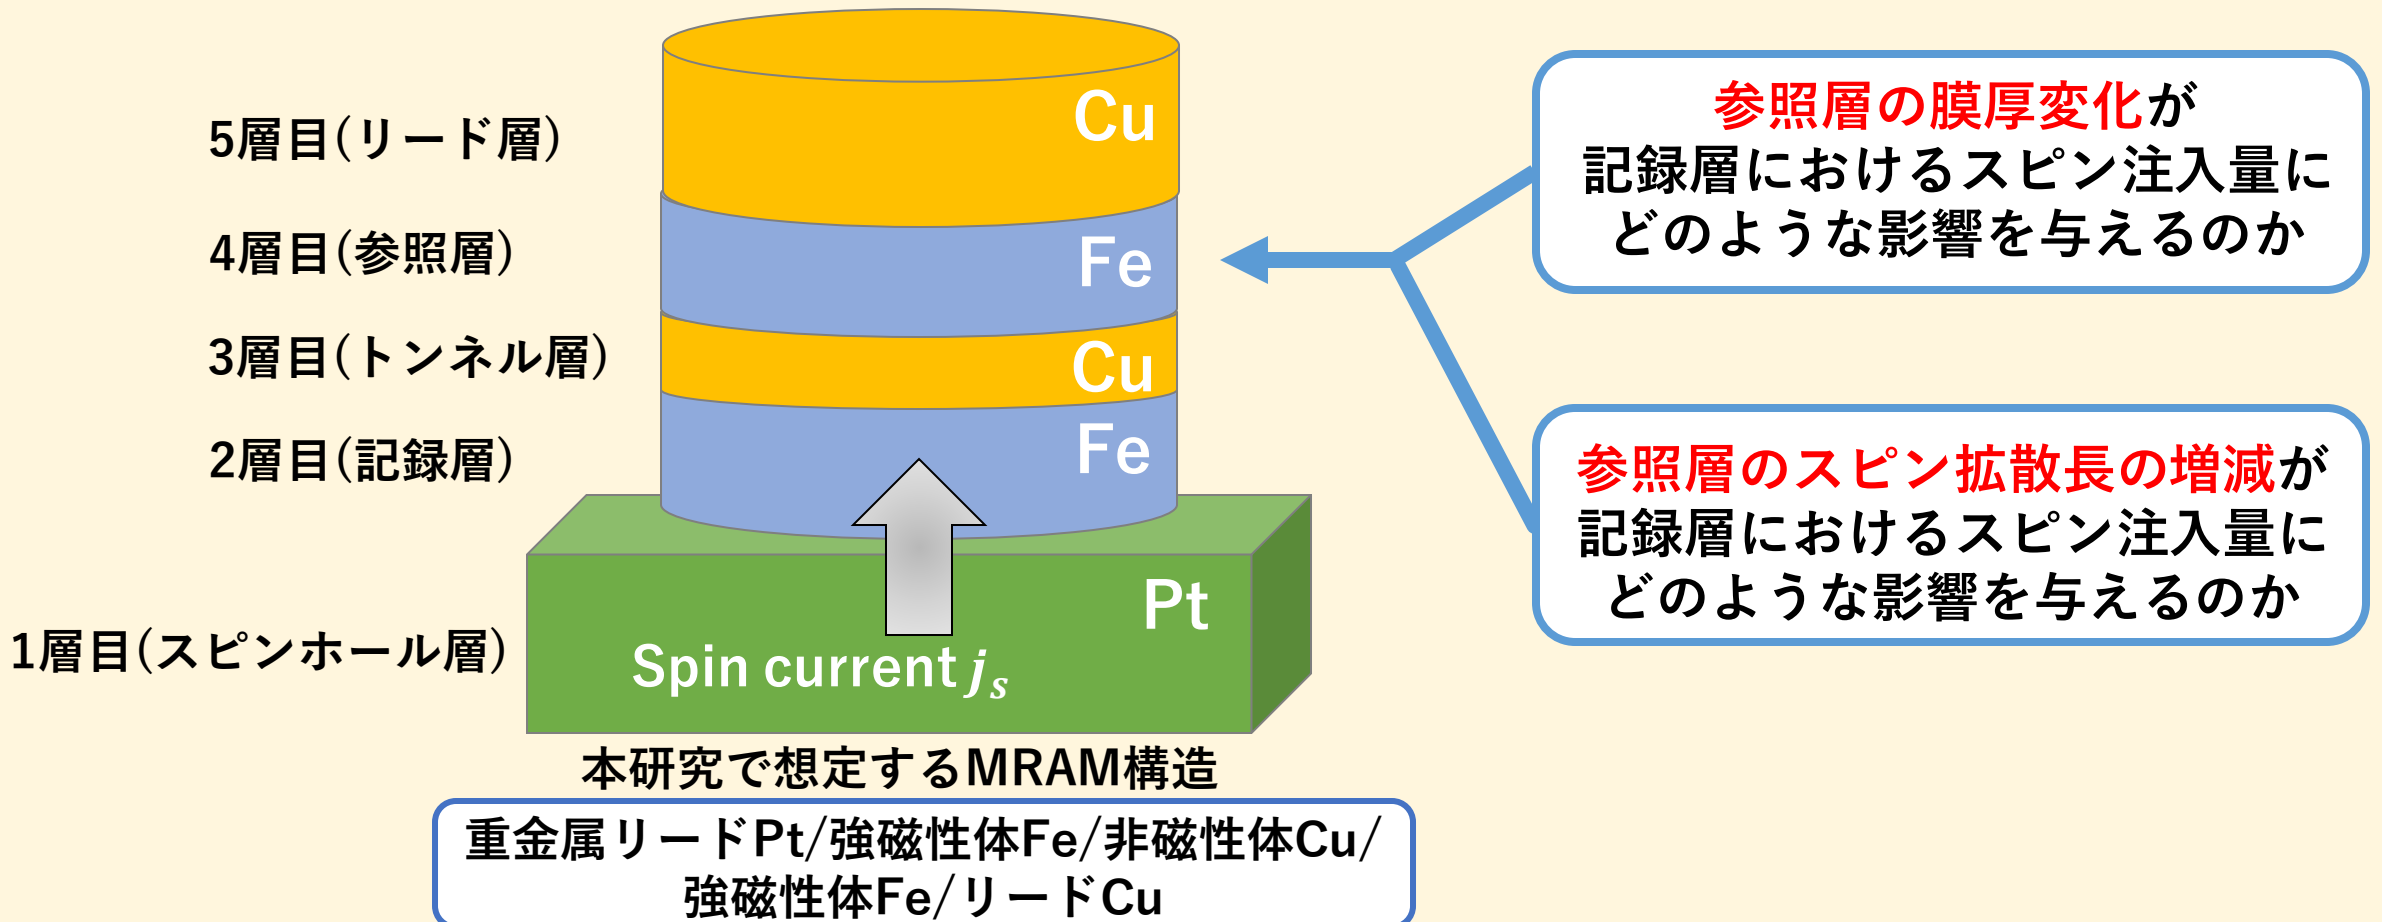 5層目(リード層)
4層目(参照層)
3層目(トンネル層)
2層目(記録層)
1層目(スピンホール層)
Cu
Fe
Cu
Fe
Pt
Spin current js
参照層の膜厚変化が
記録層におけるスピン注入量に
どのような影響を与えるのか
参照層のスピン拡散長の増減が
記録層におけるスピン注入量に
どのような影響を与えるのか
本研究で想定するMRAM構造
重金属リードPt/強磁性体Fe/非磁性体Cu/
強磁性体Fe/リードCu